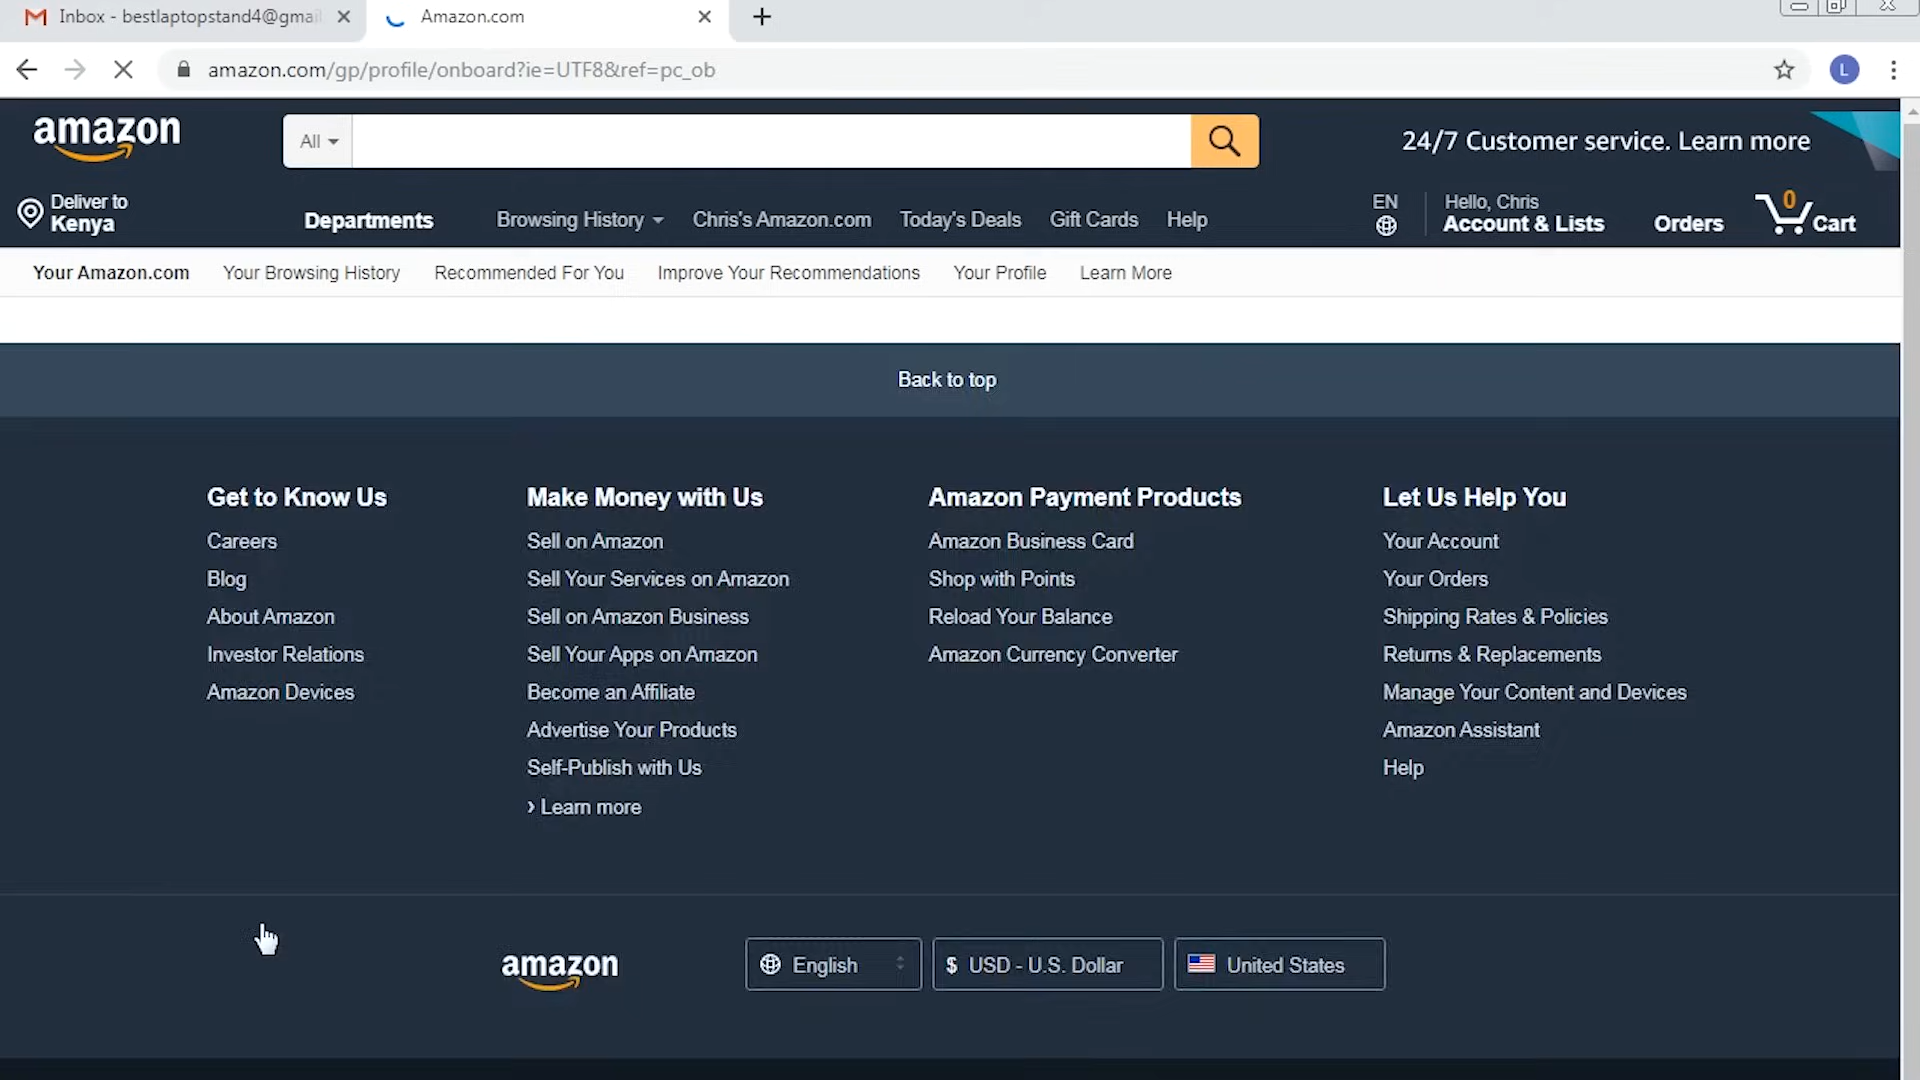 Inbox - bestlaptopstand4@gmail
Amazon.com
amazon.com/gp/profile/onboard?ie=UTF8&ref=pc_ob
L
amazon
All
24/7 Customer service. Learn more
Deliver to
Kenya
Departments
Browsing History
Chris's Amazon.com
Today's Deals
Gift Cards
Help
EN
Hello, Chris
Account & Lists
Orders
0
Cart
Your Amazon.com
Your Browsing History
Recommended For You
Improve Your Recommendations
Your Profile
Learn More
Back to top
Get to Know Us
Careers
Blog
About Amazon
Investor Relations
Amazon Devices
Make Money with Us
Sell on Amazon
Sell Your Services on Amazon
Sell on Amazon Business
Sell Your Apps on Amazon
Become an Affiliate
Advertise Your Products
Self-Publish with Us
› Learn more
Amazon Payment Products
Amazon Business Card
Shop with Points
Reload Your Balance
Amazon Currency Converter
Let Us Help You
Your Account
Your Orders
Shipping Rates & Policies
Returns & Replacements
Manage Your Content and Devices
Amazon Assistant
Help
amazon
English
$ USD - U.S. Dollar
United States